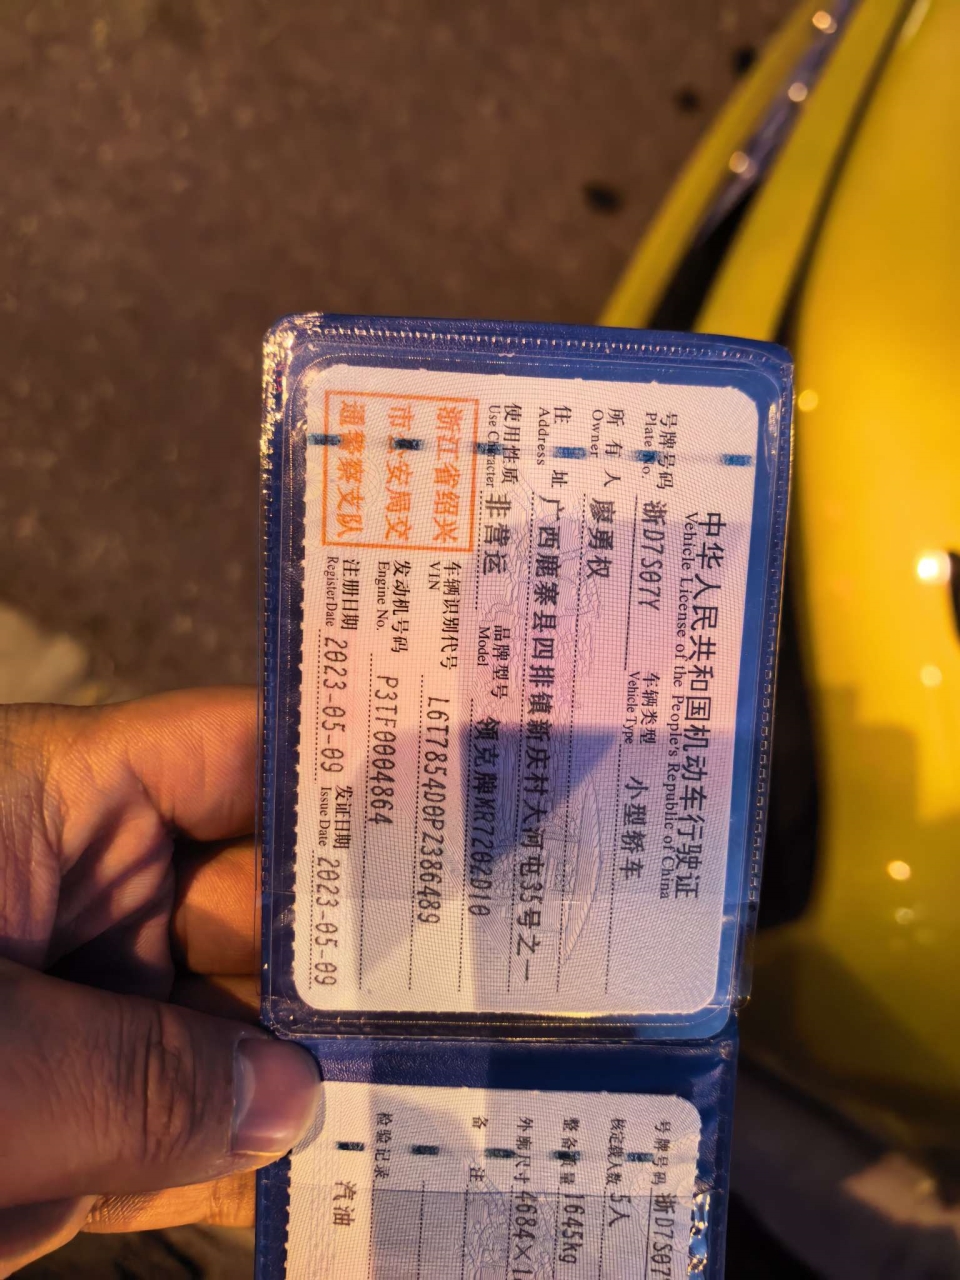 中华人民共和国机动车行驶证
Vehicle License of the People's Republic of China
号牌号码 浙D7S07Y 车辆类型 小型轿车
Plate No. Vehicle Type
所有人 廖勇权
Owner
住址 广西鹿寨县四排镇新庆村大河屯35号之一
Address
使用性质 非营运 品牌型号 领克牌MR7202D10
Use Character Model
浙江省绍兴
市公安局交
通警察支队
车辆识别代号 L6T7854D0PZ386489
VIN
发动机号码 P3TF0004864
Engine No.
注册日期 2023-05-09 发证日期 2023-05-09
Register Date Issue Date
号牌号码 浙D7S07
核定载人数 5人
整备质量 1645kg
外廓尺寸 4684×1
备注
检验记录
汽油